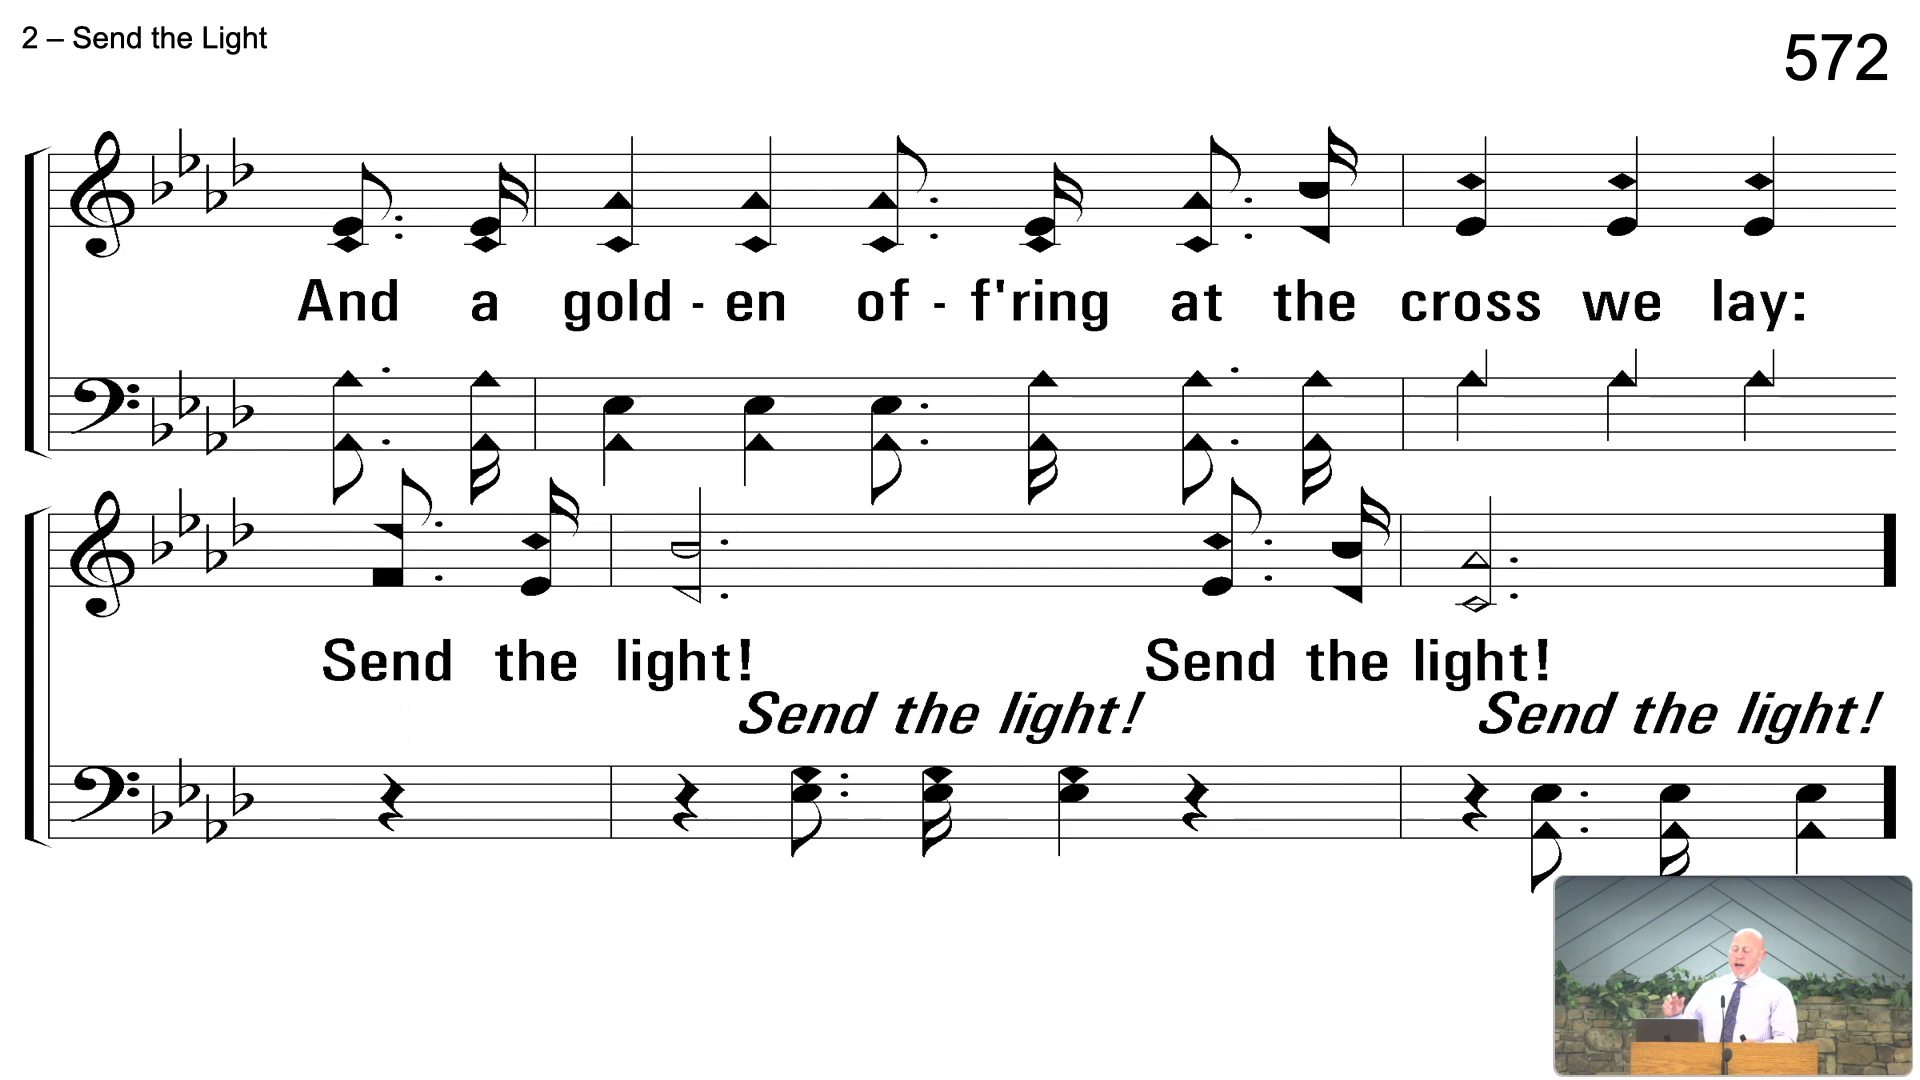 2 – Send the Light
572
And a gold - en of - f'ring at the cross we lay:
Send the light! Send the light!
Send the light! Send the light!